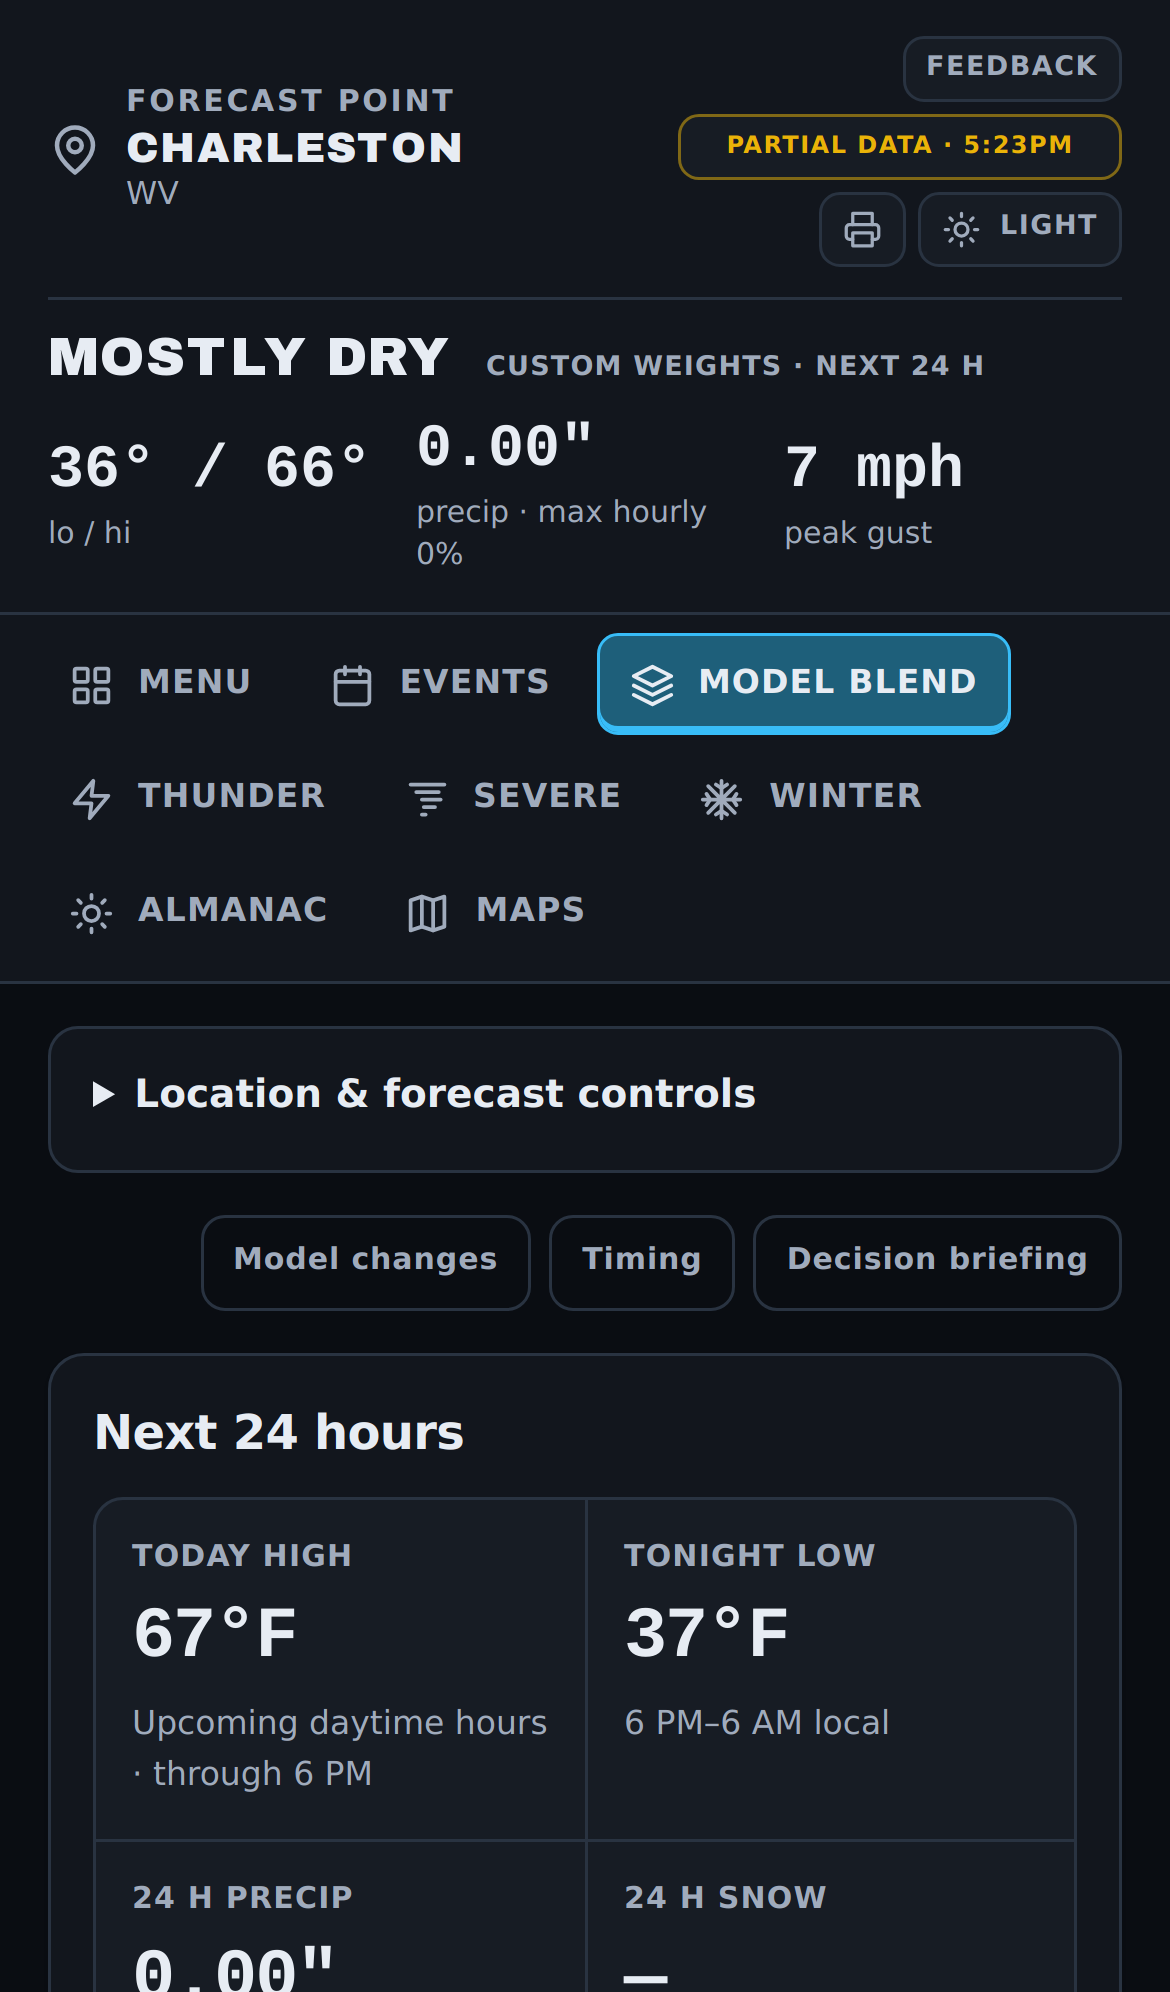 FORECAST POINT
CHARLESTON
WV
FEEDBACK
PARTIAL DATA · 5:23PM
LIGHT
MOSTLY DRY CUSTOM WEIGHTS · NEXT 24 H
36° / 66°
lo / hi
0.00"
precip · max hourly
0%
7 mph
peak gust
MENU
EVENTS
MODEL BLEND
THUNDER
SEVERE
WINTER
ALMANAC
MAPS
Location & forecast controls
Model changes
Timing
Decision briefing
Next 24 hours
TODAY HIGH
67°F
Upcoming daytime hours
· through 6 PM
TONIGHT LOW
37°F
6 PM–6 AM local
24 H PRECIP
0.00"
24 H SNOW
—